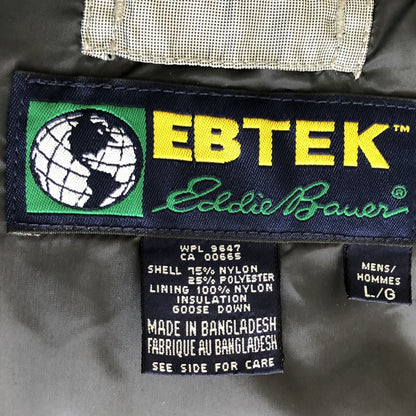 EBTEK™
Eddie Bauer®
WPL 9647
CA 00665
SHELL 75% NYLON
25% POLYESTER
LINING 100% NYLON
INSULATION
GOOSE DOWN
MADE IN BANGLADESH
FABRIQUE AU BANGLADESH
SEE SIDE FOR CARE
MENS/
HOMMES
L/G